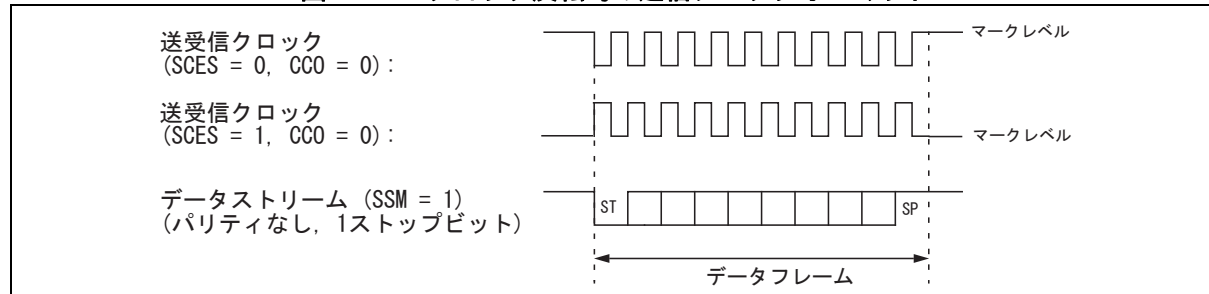 送受信クロック
(SCES = 0, CCO = 0):
マークレベル
送受信クロック
(SCES = 1, CCO = 0):
マークレベル
データストリーム (SSM = 1)
(パリティなし, 1ストップビット)
ST
SP
データフレーム